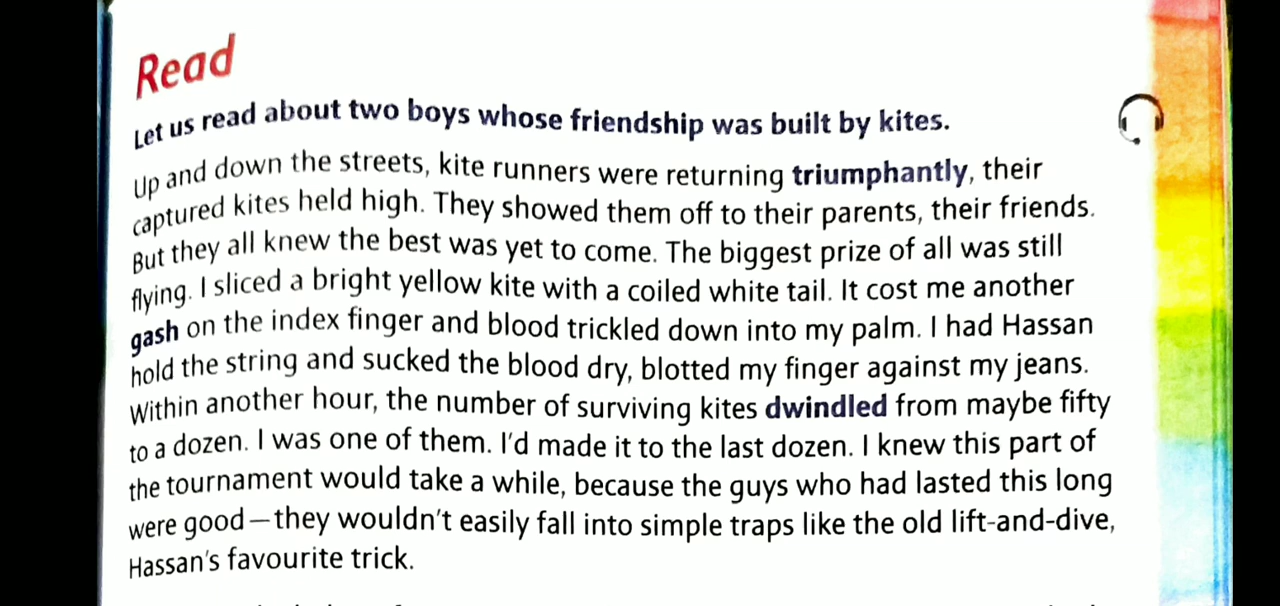 Read
Let us read about two boys whose friendship was built by kites.
Up and down the streets, kite runners were returning triumphantly, their
captured kites held high. They showed them off to their parents, their friends.
But they all knew the best was yet to come. The biggest prize of all was still
flying. I sliced a bright yellow kite with a coiled white tail. It cost me another
gash on the index finger and blood trickled down into my palm. I had Hassan
hold the string and sucked the blood dry, blotted my finger against my jeans.
Within another hour, the number of surviving kites dwindled from maybe fifty
to a dozen. I was one of them. I'd made it to the last dozen. I knew this part of
the tournament would take a while, because the guys who had lasted this long
were good—they wouldn't easily fall into simple traps like the old lift-and-dive,
Hassan's favourite trick.